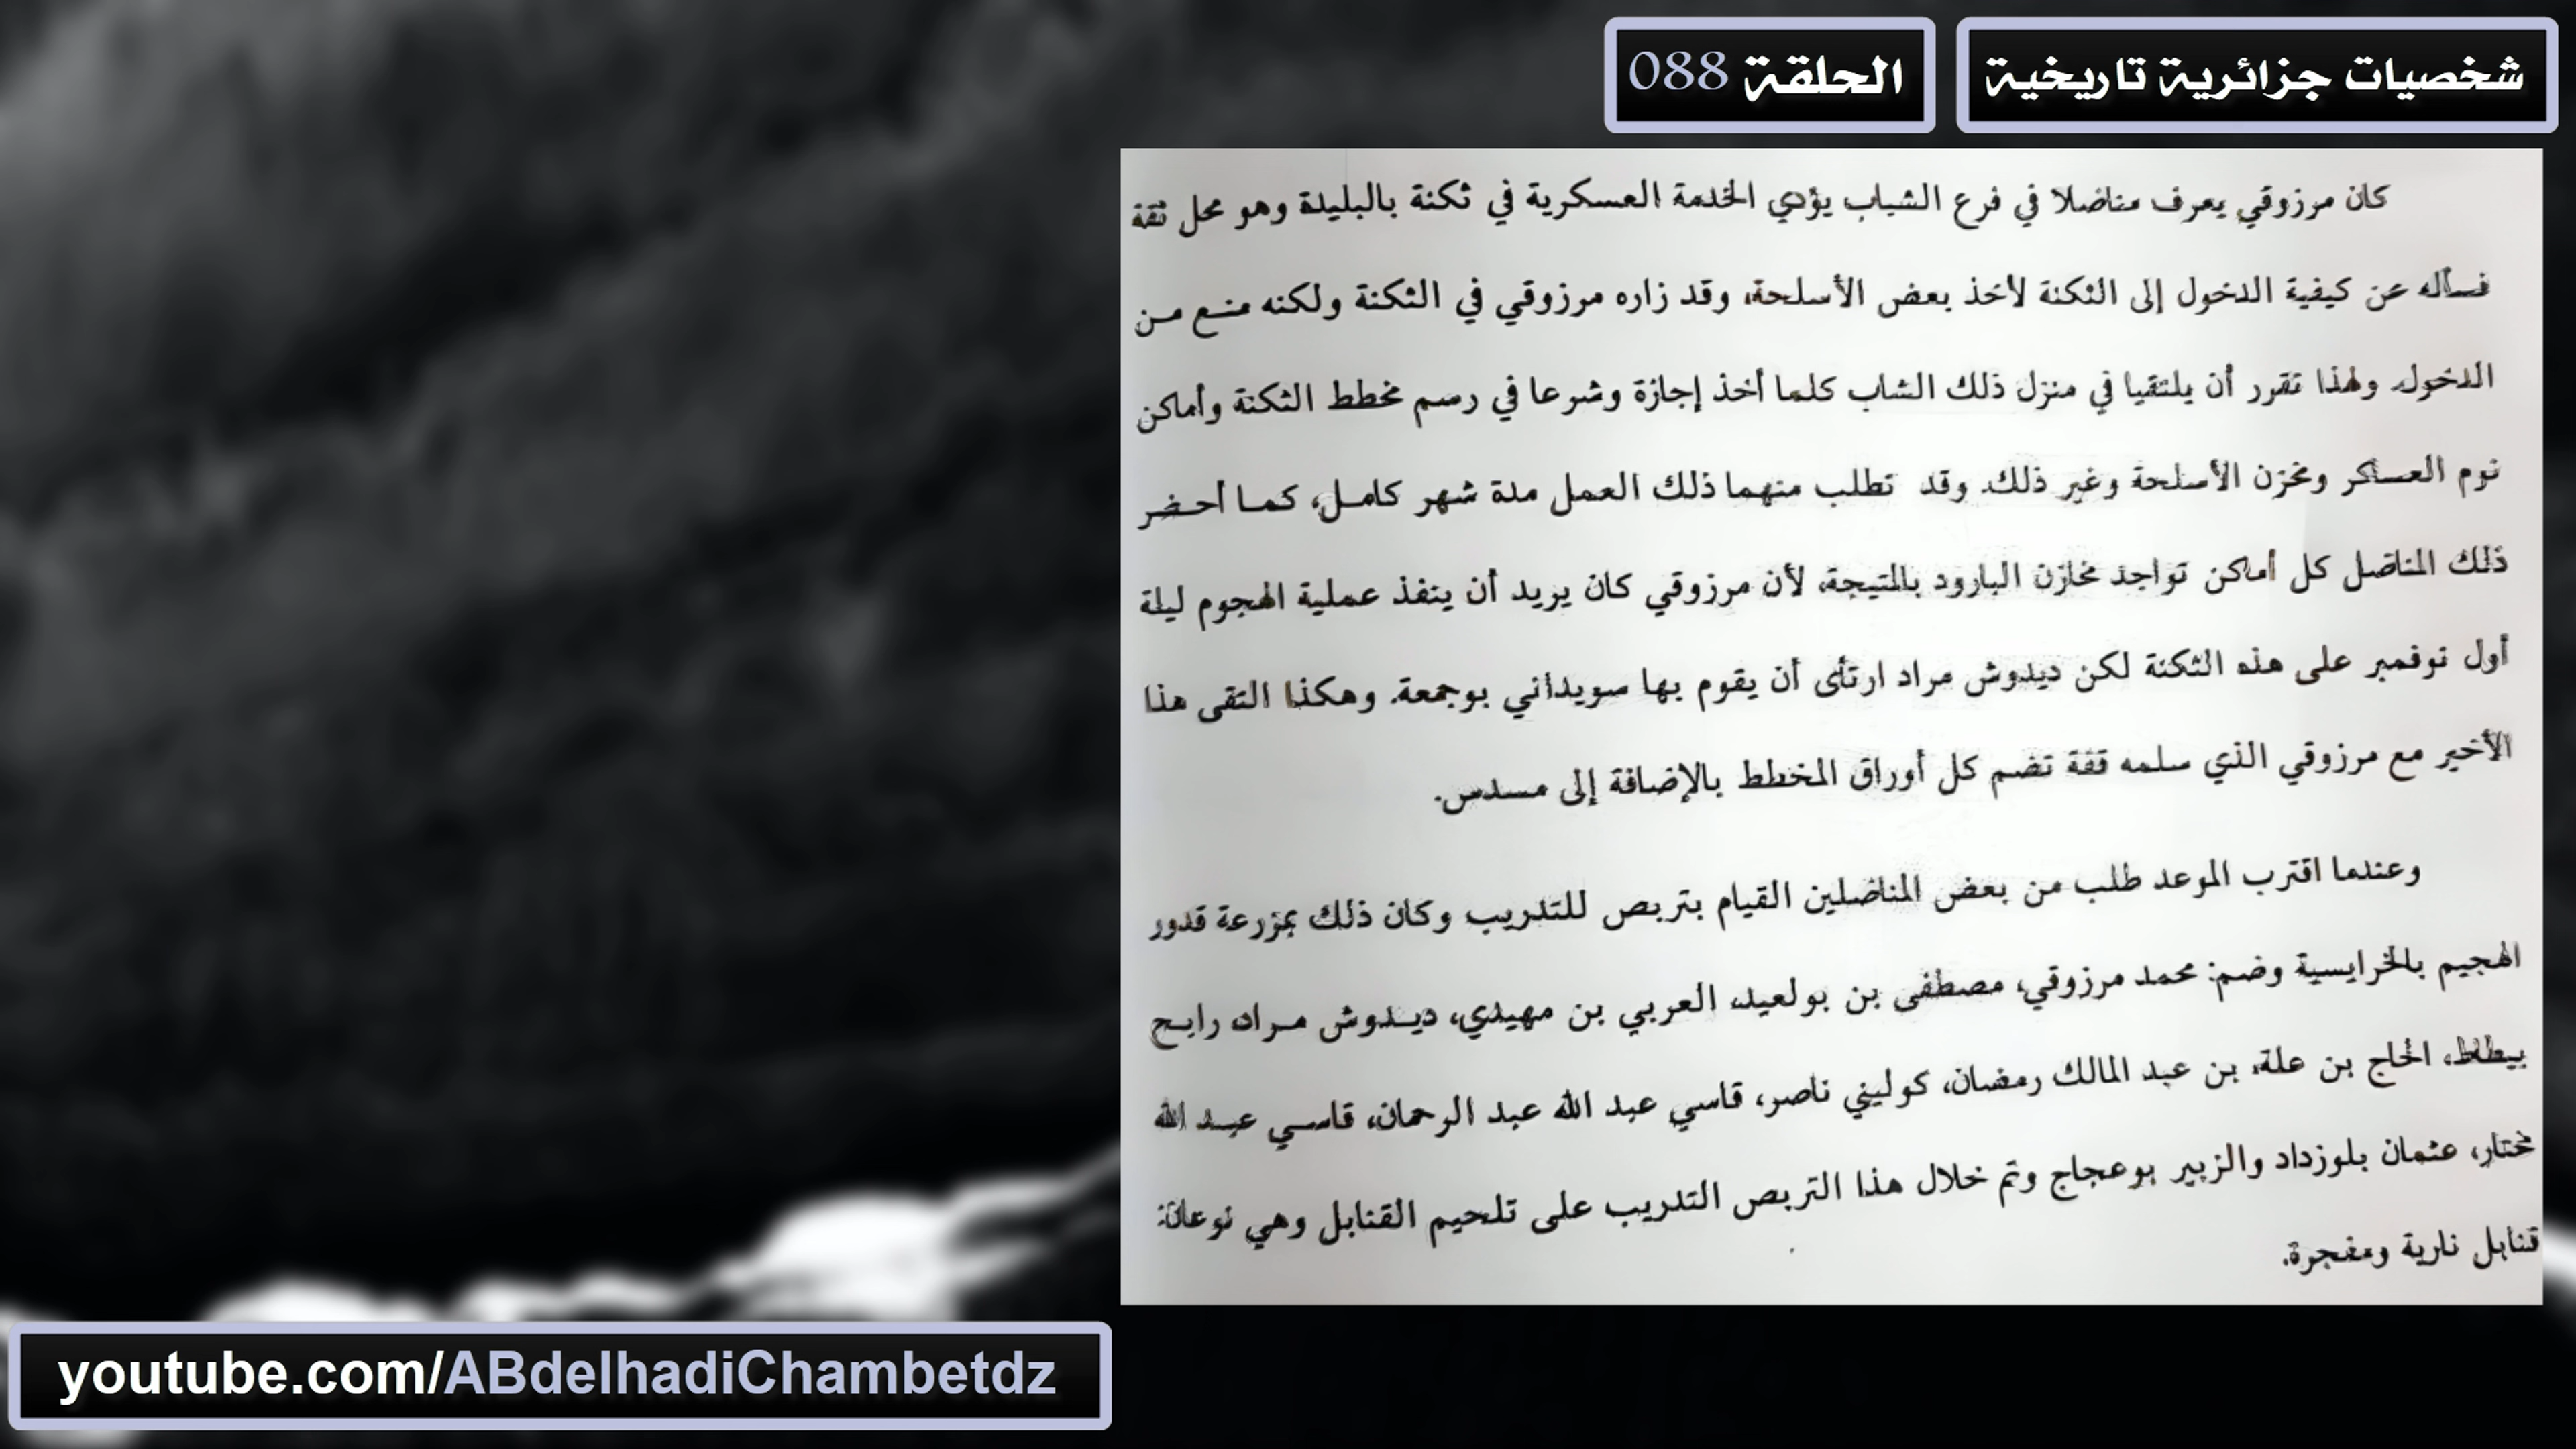 شخصيات جزائرية تاريخية
الحلقة 088
كان مرزوقي يعرف مناضلا في فرع الشباب يؤدي الخدمة العسكرية في ثكنة بالبليدة وهو محل ثقة
فسأله عن كيفية الدخول إلى الثكنة لأخذ بعض الأسلحة، وقد زاره مرزوقي في الثكنة ولكنه منع من
الدخول. ولهذا تقرر أن يلتقيا في منزل ذلك الشاب كلما أخذ إجازة وشرعا في رسم مخطط الثكنة وأماكن
نوم العساكر ومخزن الأسلحة وغير ذلك. وقد تطلب منهما ذلك العمل مدة شهر كامل، كما أحضر
ذلك المناضل كل أماكن تواجد مخازن البارود بالمتيجة، لأن مرزوقي كان يريد أن ينفذ عملية الهجوم ليلة
أول نوفمبر على هذه الثكنة لكن ديدوش مراد ارتأى أن يقوم بها سويداني بوجمعة. وهكذا التقى هذا
الأخير مع مرزوقي الذي سلمه قفة تضم كل أوراق المخطط بالإضافة إلى مسدس.
وعندما اقترب الموعد طلب من بعض المناضلين القيام بتربص للتدريب وكان ذلك بمزرعة قدور
الهجيم بالخرايسية وضم: محمد مرزوقي، مصطفى بن بولعيد، العربي بن مهيدي، ديدوش مراد، رابح
بيطاط، الحاج بن علة، بن عبد المالك رمضان، كوليني ناصر، قاسي عبد الله عبد الرحمان، قاسي عبد الله
مختار، عثمان بلوزداد والزبير بوعجاج وتم خلال هذا التربص التدريب على تلحيم القنابل وهي نوعان:
قنابل نارية ومفجرة.
youtube.com/ABdelhadiChambetdz